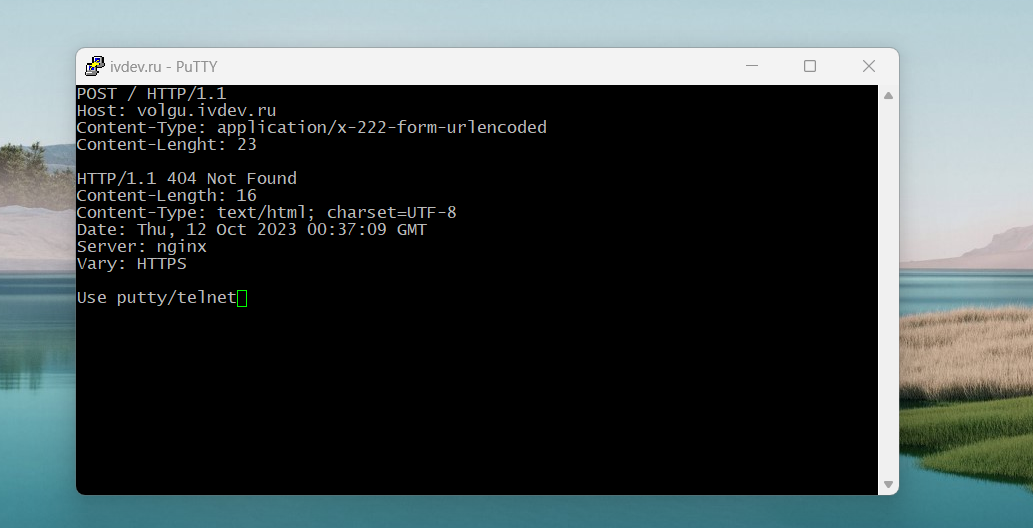 ivdev.ru - PuTTY
POST / HTTP/1.1
Host: volgu.ivdev.ru
Content-Type: application/x-222-form-urlencoded
Content-Lenght: 23
HTTP/1.1 404 Not Found
Content-Length: 16
Content-Type: text/html; charset=UTF-8
Date: Thu, 12 Oct 2023 00:37:09 GMT
Server: nginx
Vary: HTTPS
Use putty/telnet